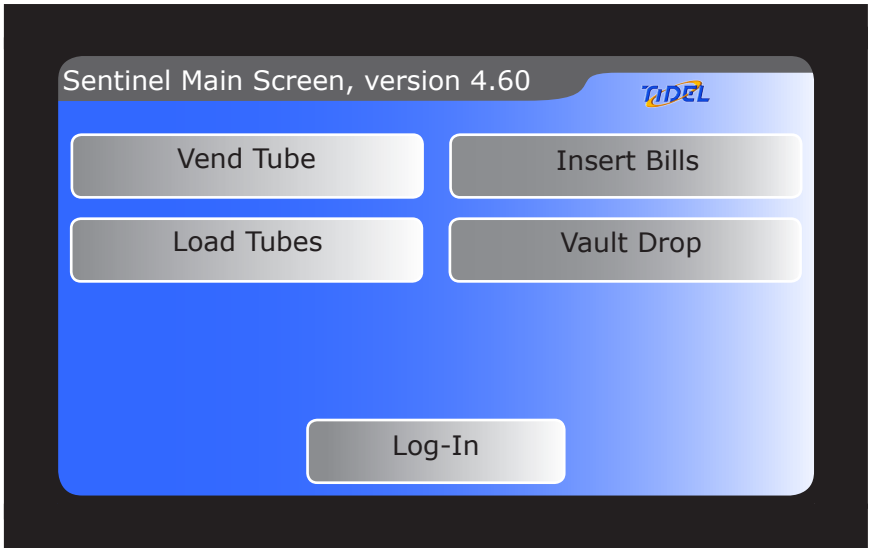 Sentinel Main Screen, version 4.60
TIDEL
Vend Tube
Insert Bills
Load Tubes
Vault Drop
Log-In